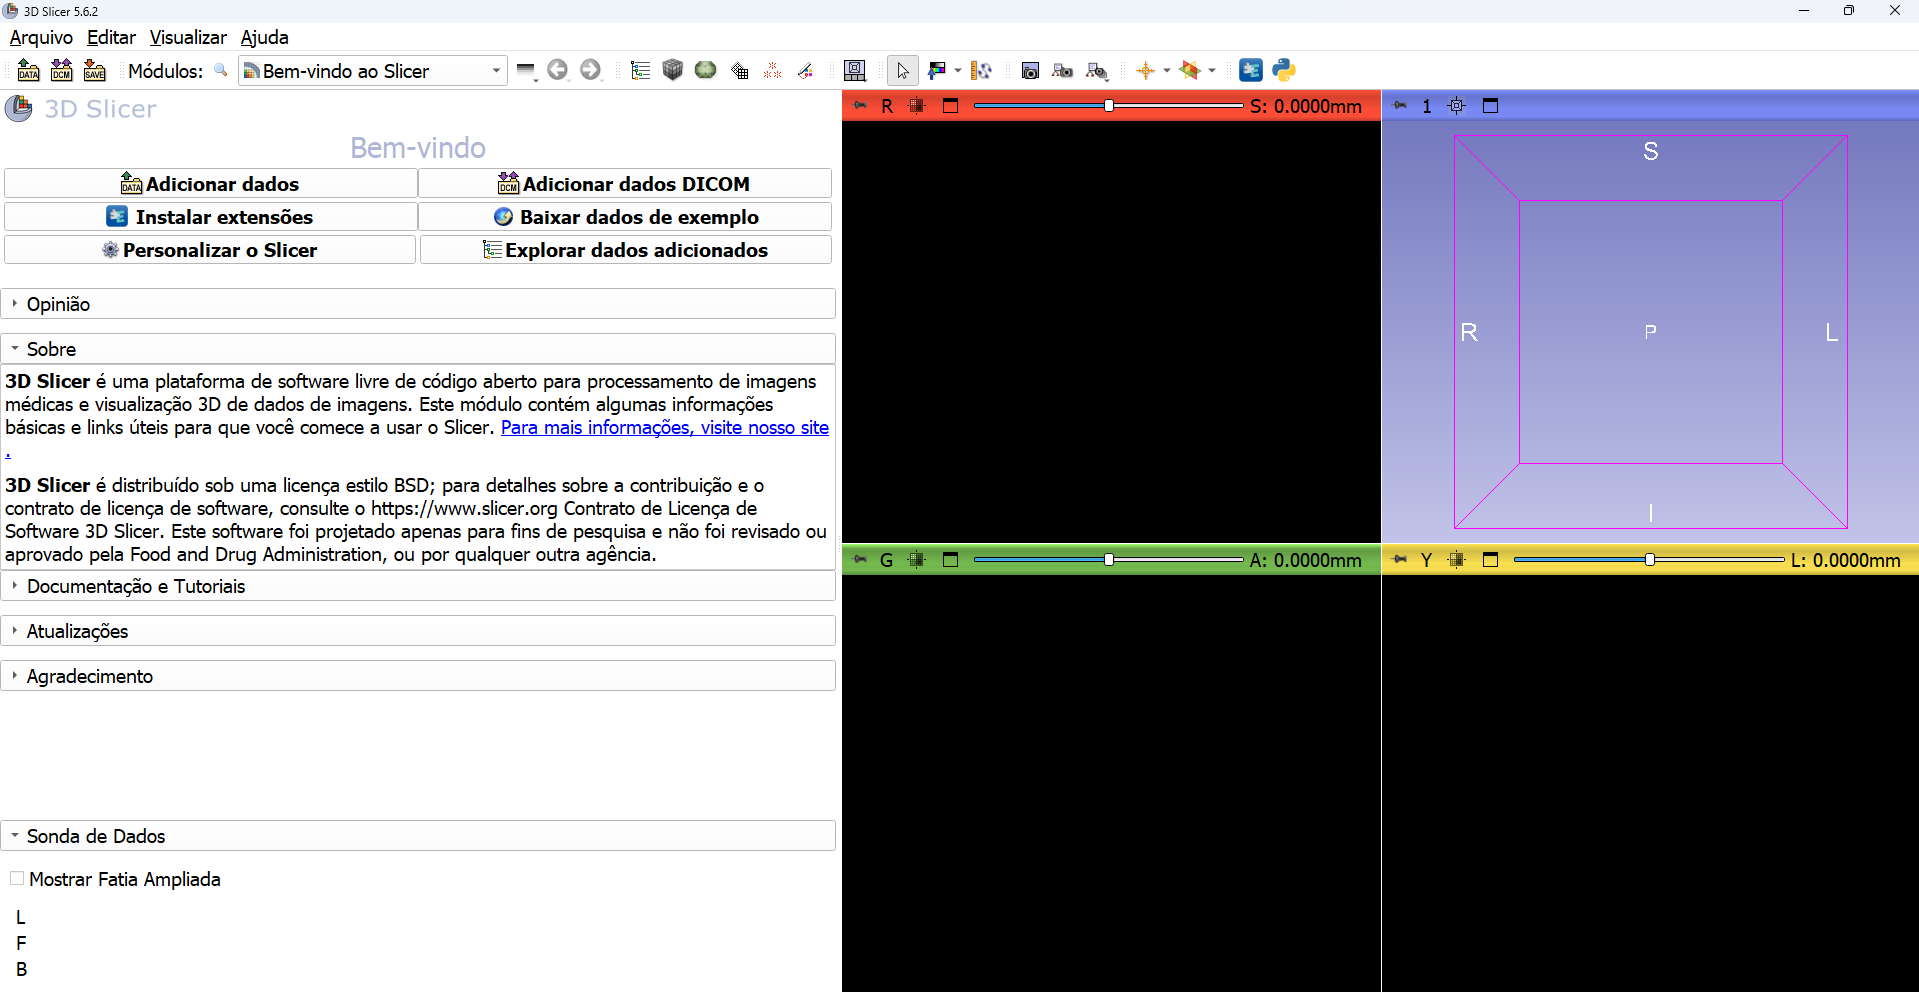 3D Slicer 5.6.2
Arquivo Editar Visualizar Ajuda
DATA DCM SAVE Módulos: Bem-vindo ao Slicer
3D Slicer
Bem-vindo
DATA Adicionar dados
DCM Adicionar dados DICOM
Instalar extensões
Baixar dados de exemplo
Personalizar o Slicer
Explorar dados adicionados
Opinião
Sobre
3D Slicer é uma plataforma de software livre de código aberto para processamento de imagens
médicas e visualização 3D de dados de imagens. Este módulo contém algumas informações
básicas e links úteis para que você comece a usar o Slicer. Para mais informações, visite nosso site
.
3D Slicer é distribuído sob uma licença estilo BSD; para detalhes sobre a contribuição e o
contrato de licença de software, consulte o https://www.slicer.org Contrato de Licença de
Software 3D Slicer. Este software foi projetado apenas para fins de pesquisa e não foi revisado ou
aprovado pela Food and Drug Administration, ou por qualquer outra agência.
Documentação e Tutoriais
Atualizações
Agradecimento
Sonda de Dados
Mostrar Fatia Ampliada
L
F
B
R S: 0.0000mm
1
S
R P L
I
G A: 0.0000mm
Y L: 0.0000mm